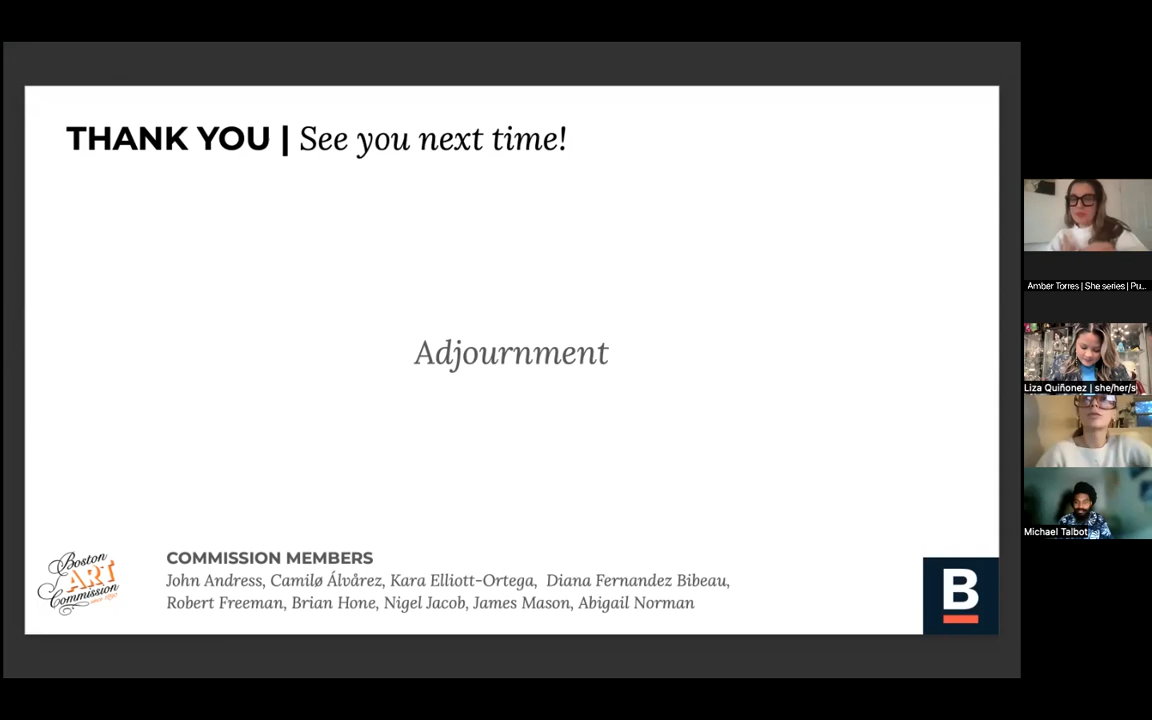 THANK YOU | See you next time!
Adjournment
Boston
ART
Commission
since 1890
COMMISSION MEMBERS
John Andress, Camilø Álvårez, Kara Elliott-Ortega, Diana Fernandez Bibeau,
Robert Freeman, Brian Hone, Nigel Jacob, James Mason, Abigail Norman
B
Amber Torres | She series | Pu...
Liza Quiñonez | she/her/s
Michael Talbot